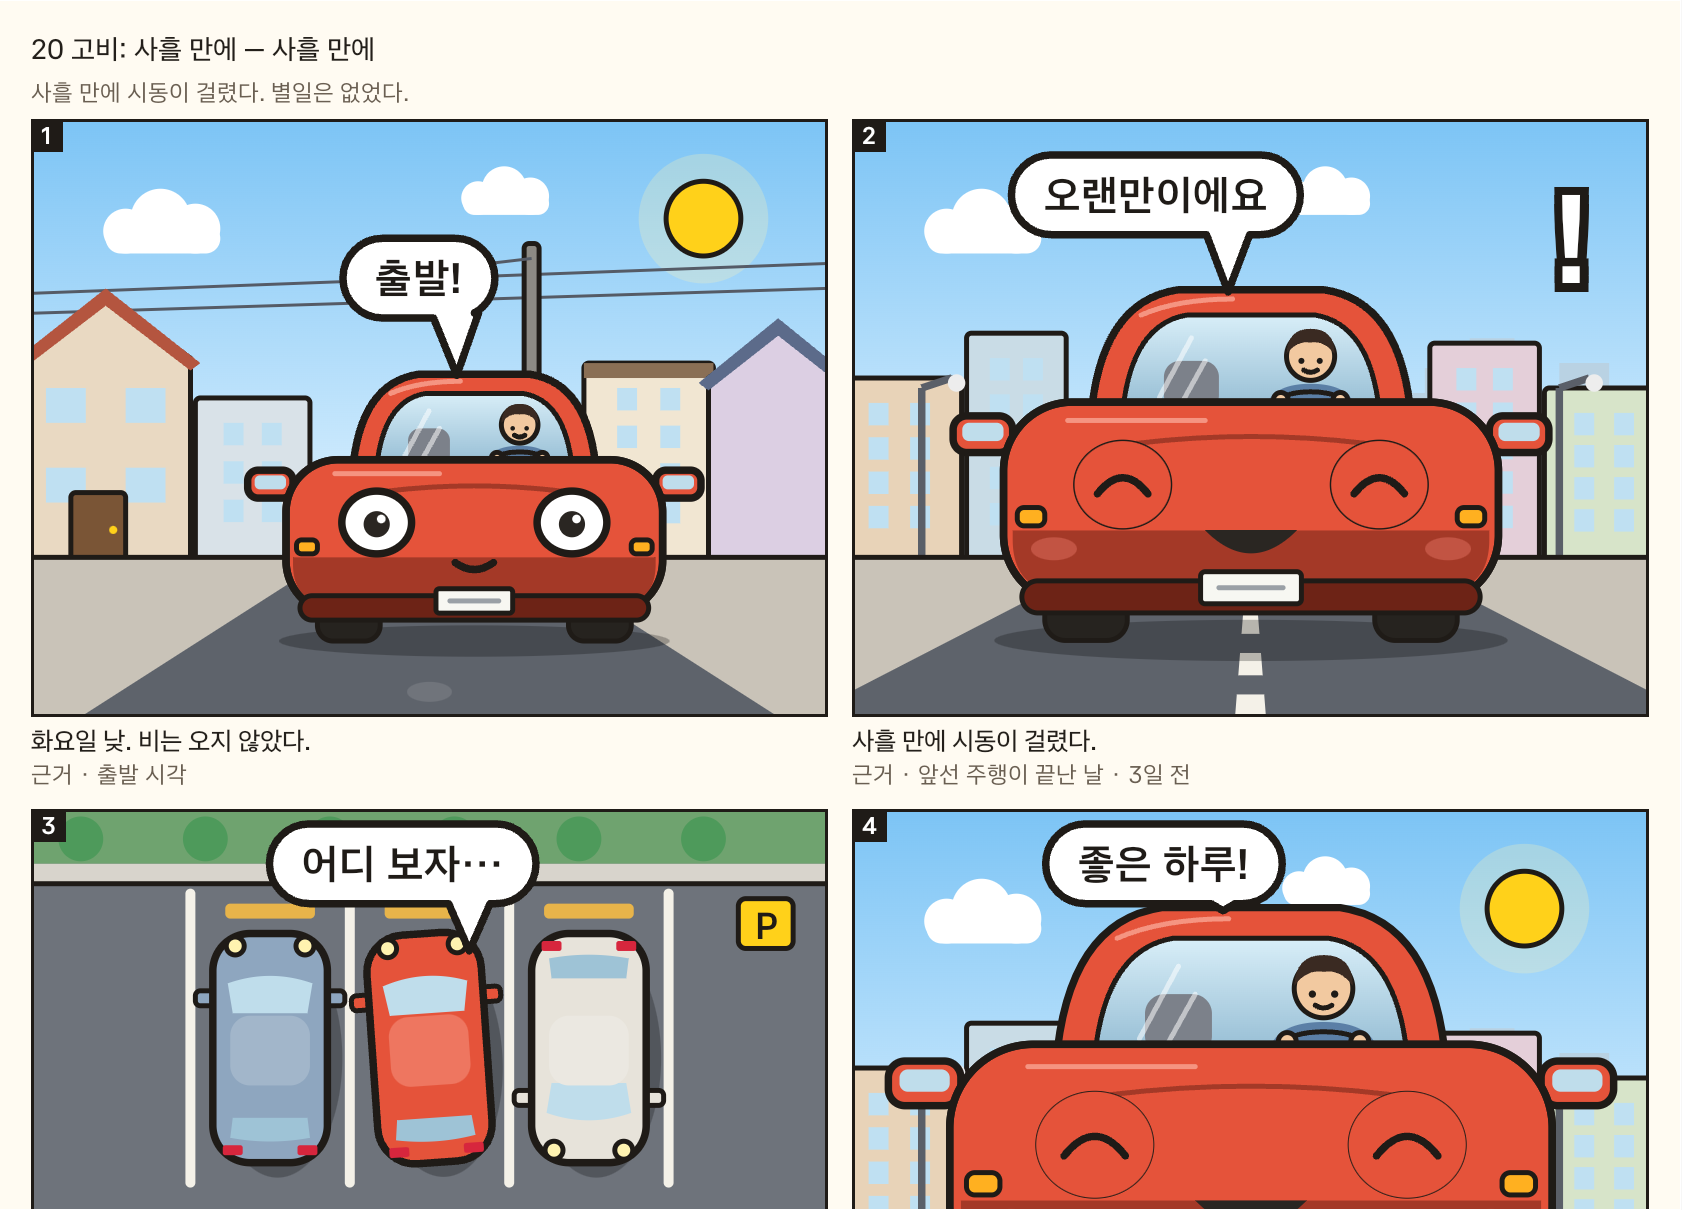 20 고비: 사흘 만에 — 사흘 만에
사흘 만에 시동이 걸렸다. 별일은 없었다.
1
출발!
화요일 낮. 비는 오지 않았다.
근거 · 출발 시각
2
오랜만이에요
!
사흘 만에 시동이 걸렸다.
근거 · 앞선 주행이 끝난 날 · 3일 전
3
어디 보자…
P
4
좋은 하루!